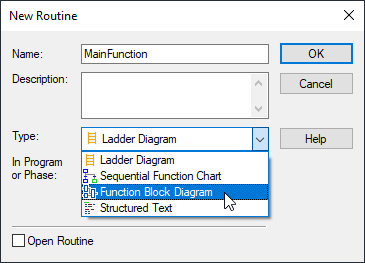 New Routine
Name: MainFunction OK
Description: Cancel
Type: Ladder Diagram Help
Ladder Diagram
In Program
or Phase:
Sequential Function Chart
Function Block Diagram
Structured Text
Open Routine